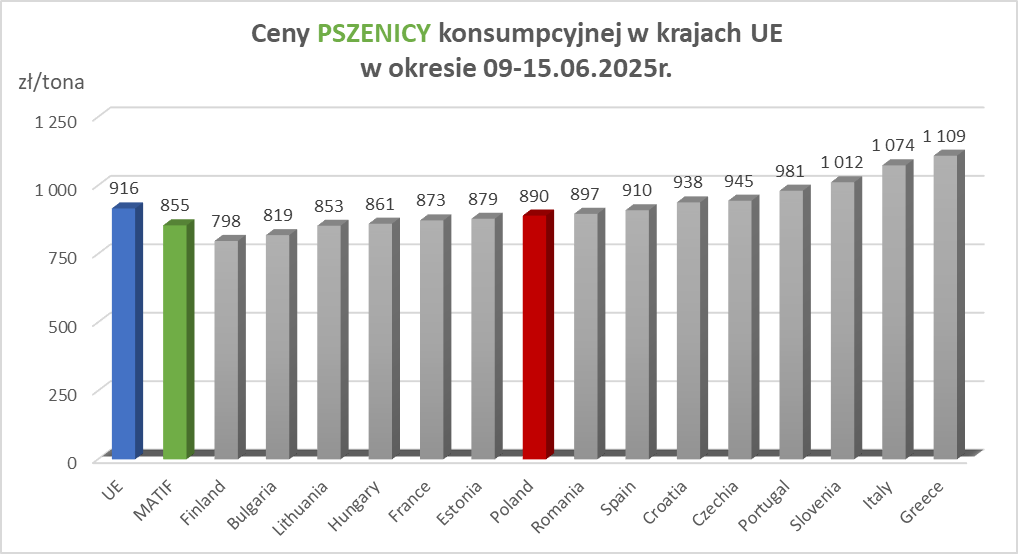 Ceny PSZENICY konsumpcyjnej w krajach UE
w okresie 09-15.06.2025r.
zł/tona
1 250
1 000
750
500
250
0
916
855
798
819
853
861
873
879
890
897
910
938
945
981
1 012
1 074
1 109
UE
MATIF
Finland
Bulgaria
Lithuania
Hungary
France
Estonia
Poland
Romania
Spain
Croatia
Czechia
Portugal
Slovenia
Italy
Greece